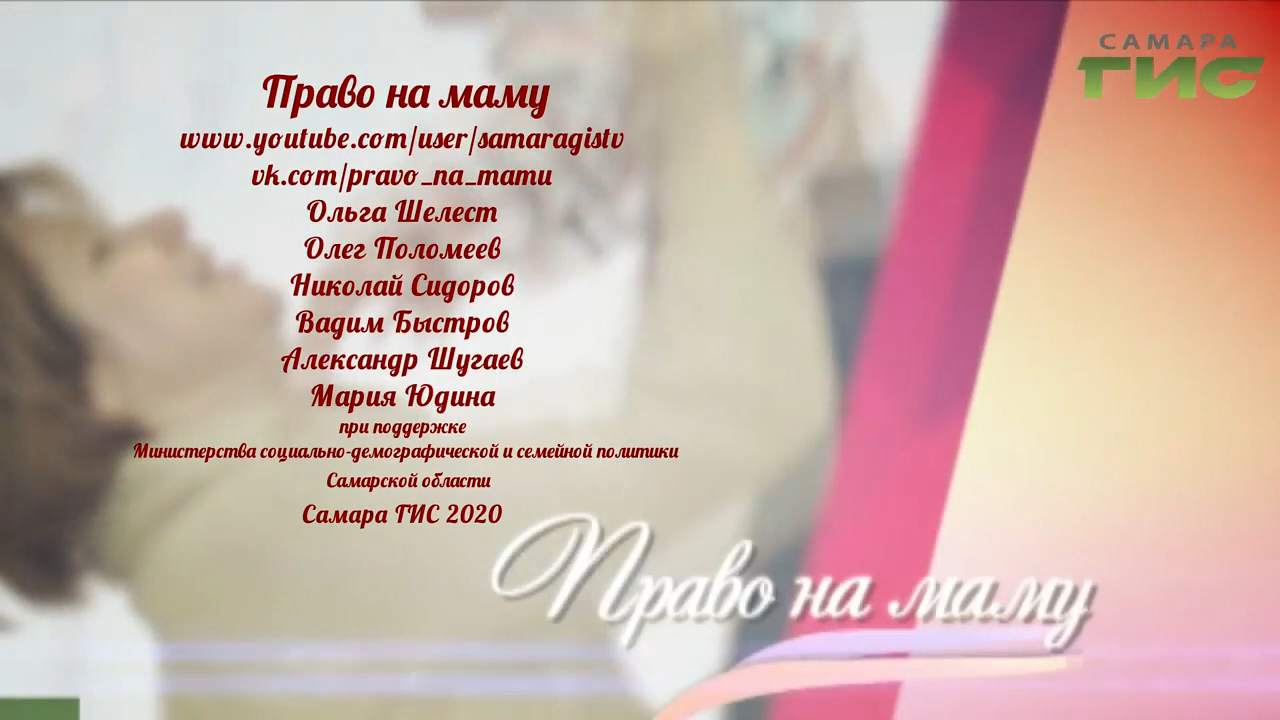 САМАРА
ГИС
Право на маму
www.youtube.com/user/samaragistv
vk.com/pravo_na_mamu
Ольга Шелест
Олег Поломеев
Николай Сидоров
Вадим Быстров
Александр Шугаев
Мария Юдина
при поддержке
Министерства социально-демографической и семейной политики
Самарской области
Самара ГИС 2020
Право на маму